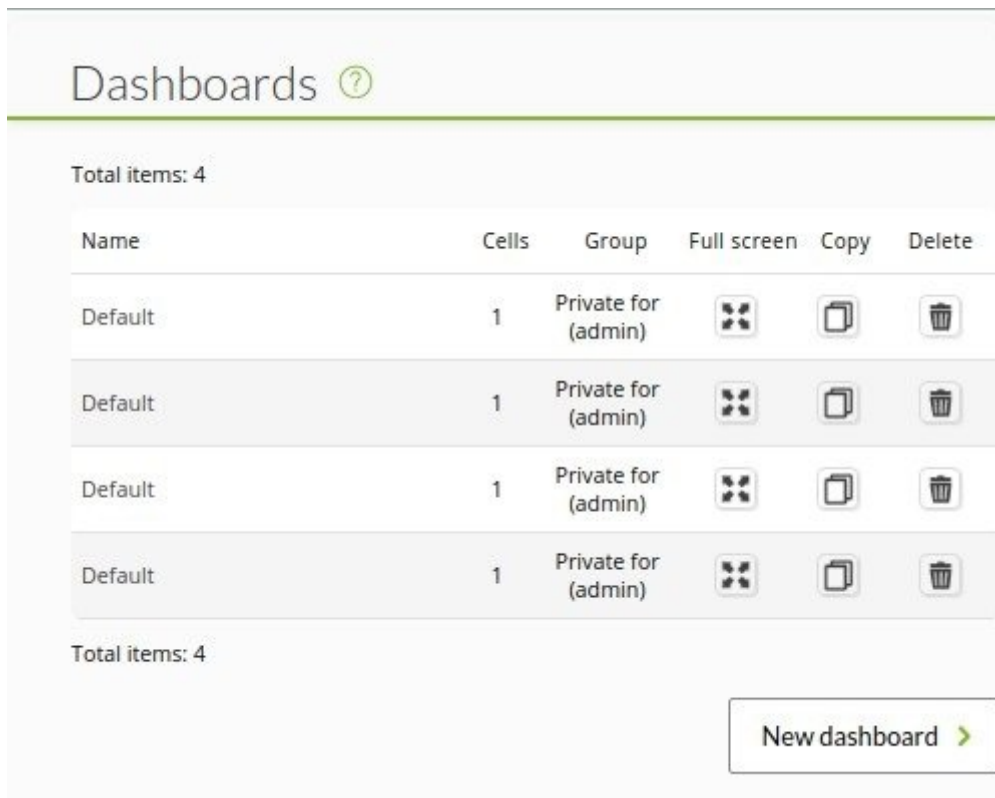 Dashboards ?
Total items: 4
Name Cells Group Full screen Copy Delete
Default 1 Private for (admin)
Default 1 Private for (admin)
Default 1 Private for (admin)
Default 1 Private for (admin)
Total items: 4
New dashboard >